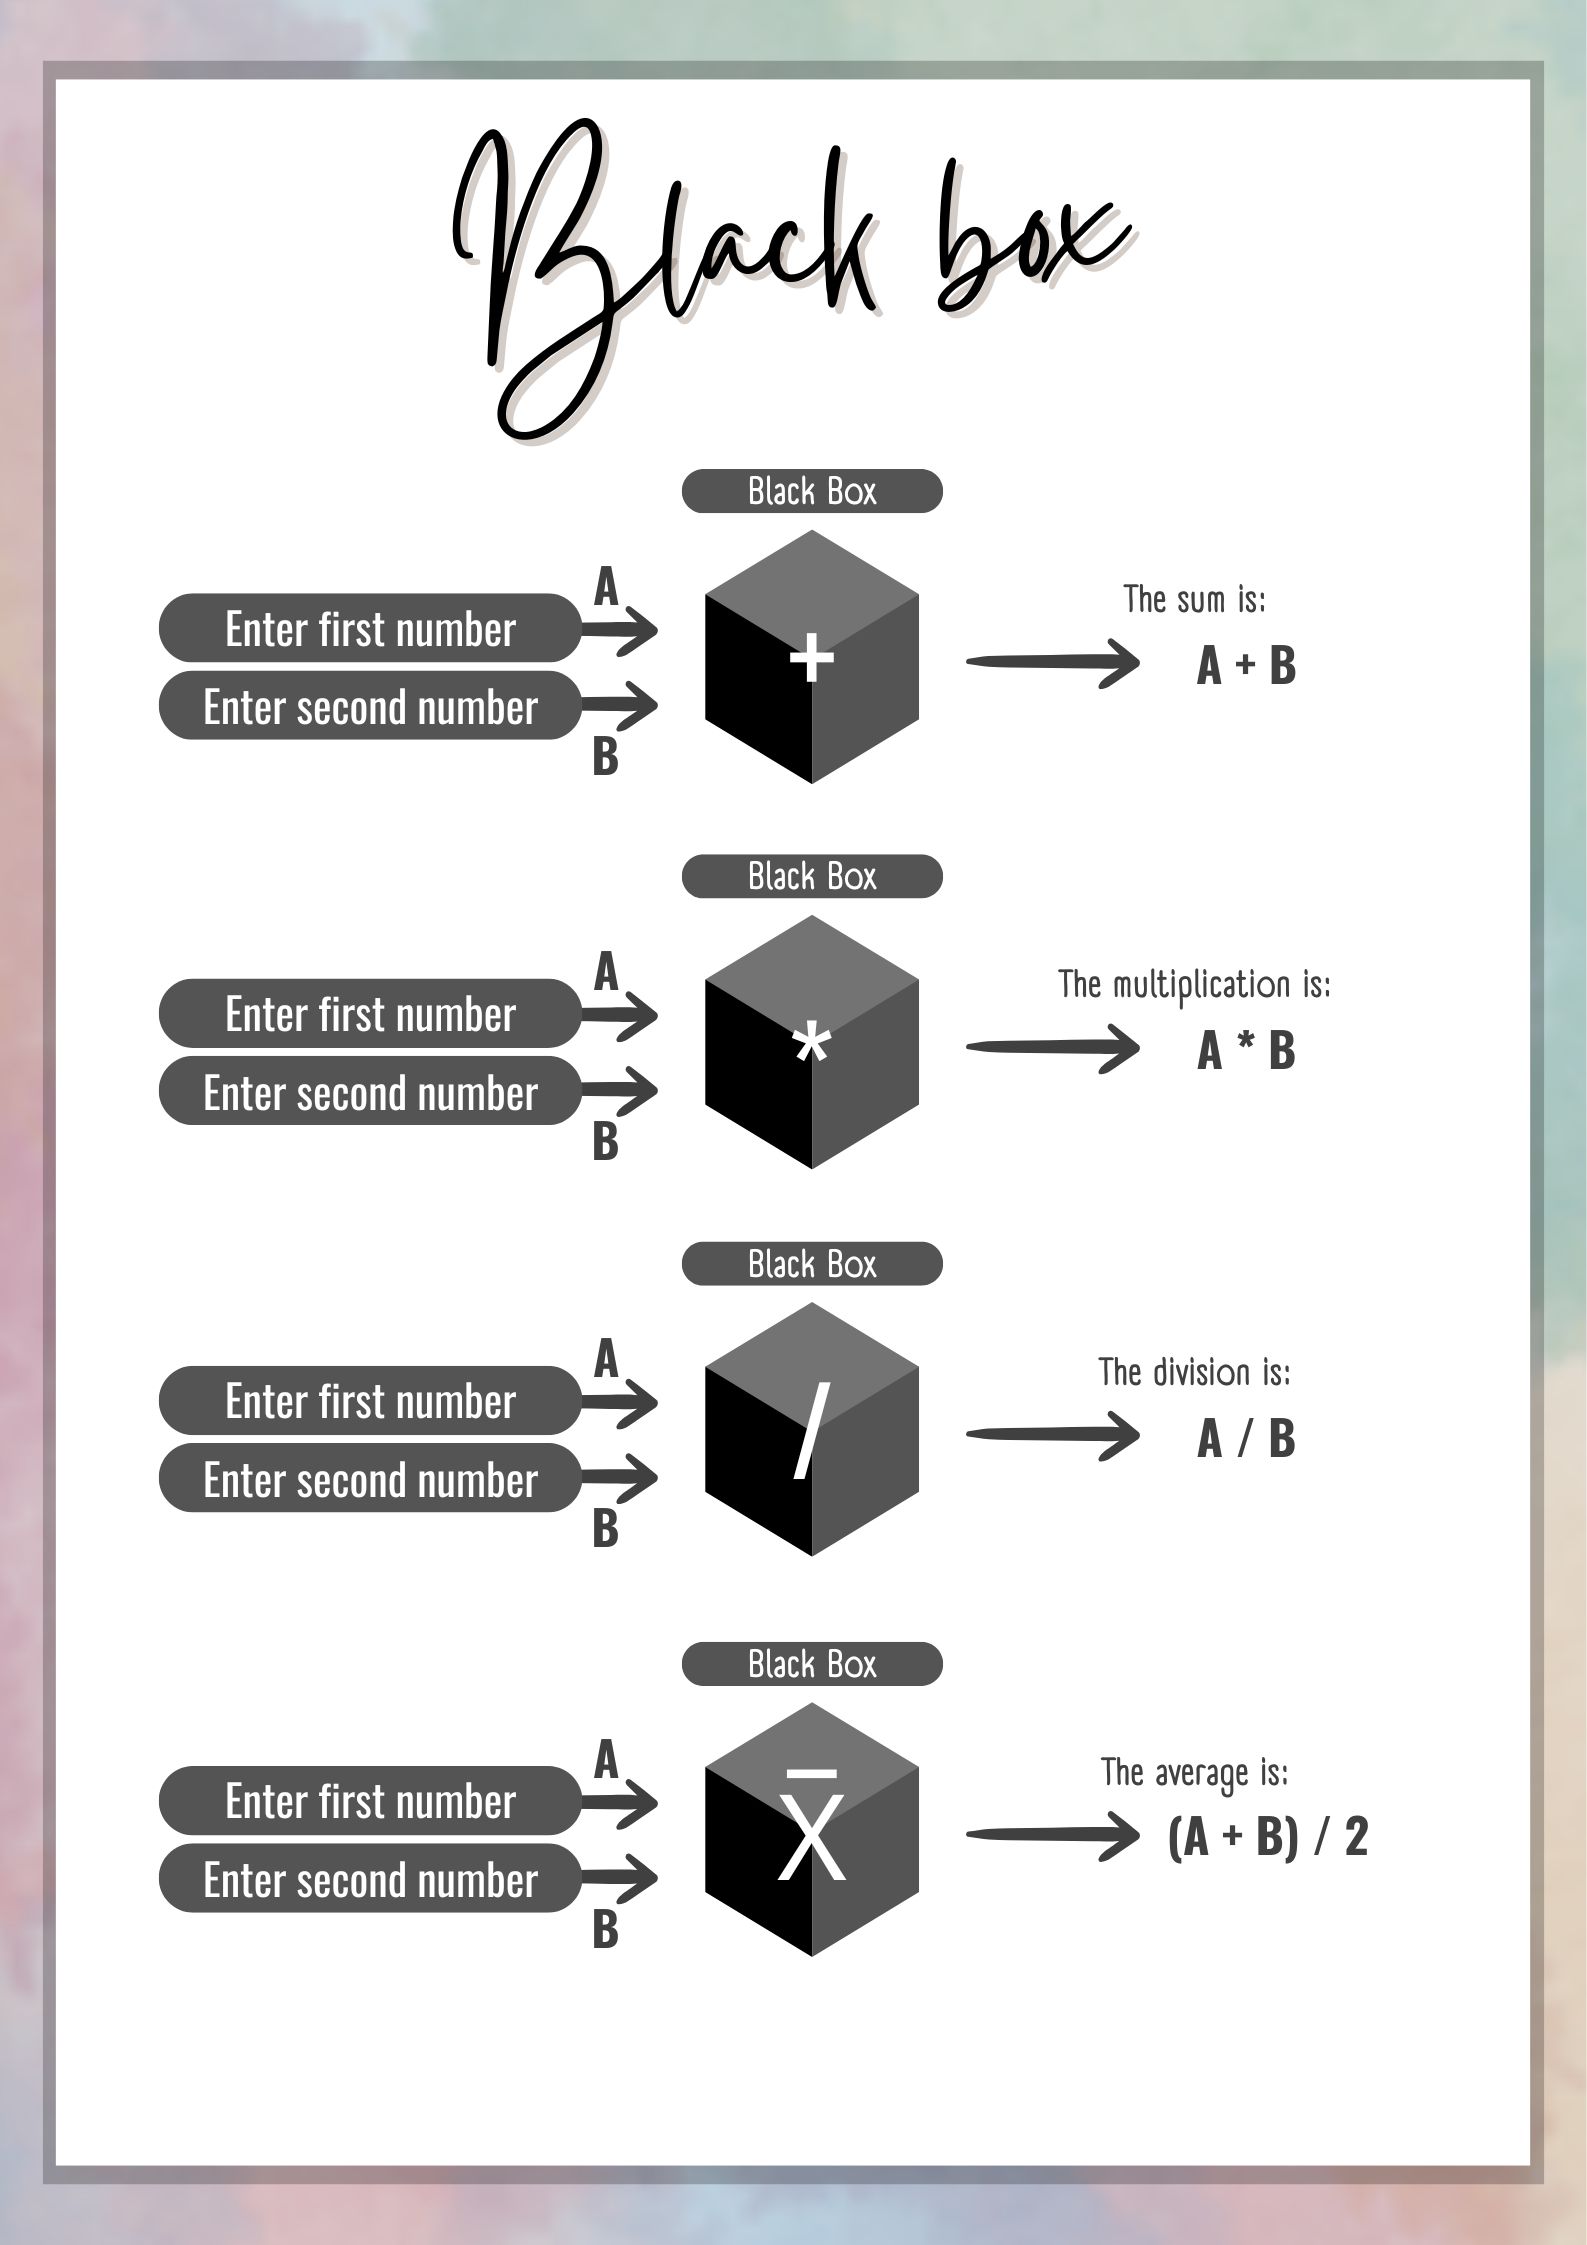 Black box
Black Box
A
Enter first number
Enter second number
B
+
The sum is:
A + B
Black Box
A
Enter first number
Enter second number
B
*
The multiplication is:
A * B
Black Box
A
Enter first number
Enter second number
B
/
The division is:
A / B
Black Box
A
Enter first number
Enter second number
B
X̄
The average is:
(A + B) / 2